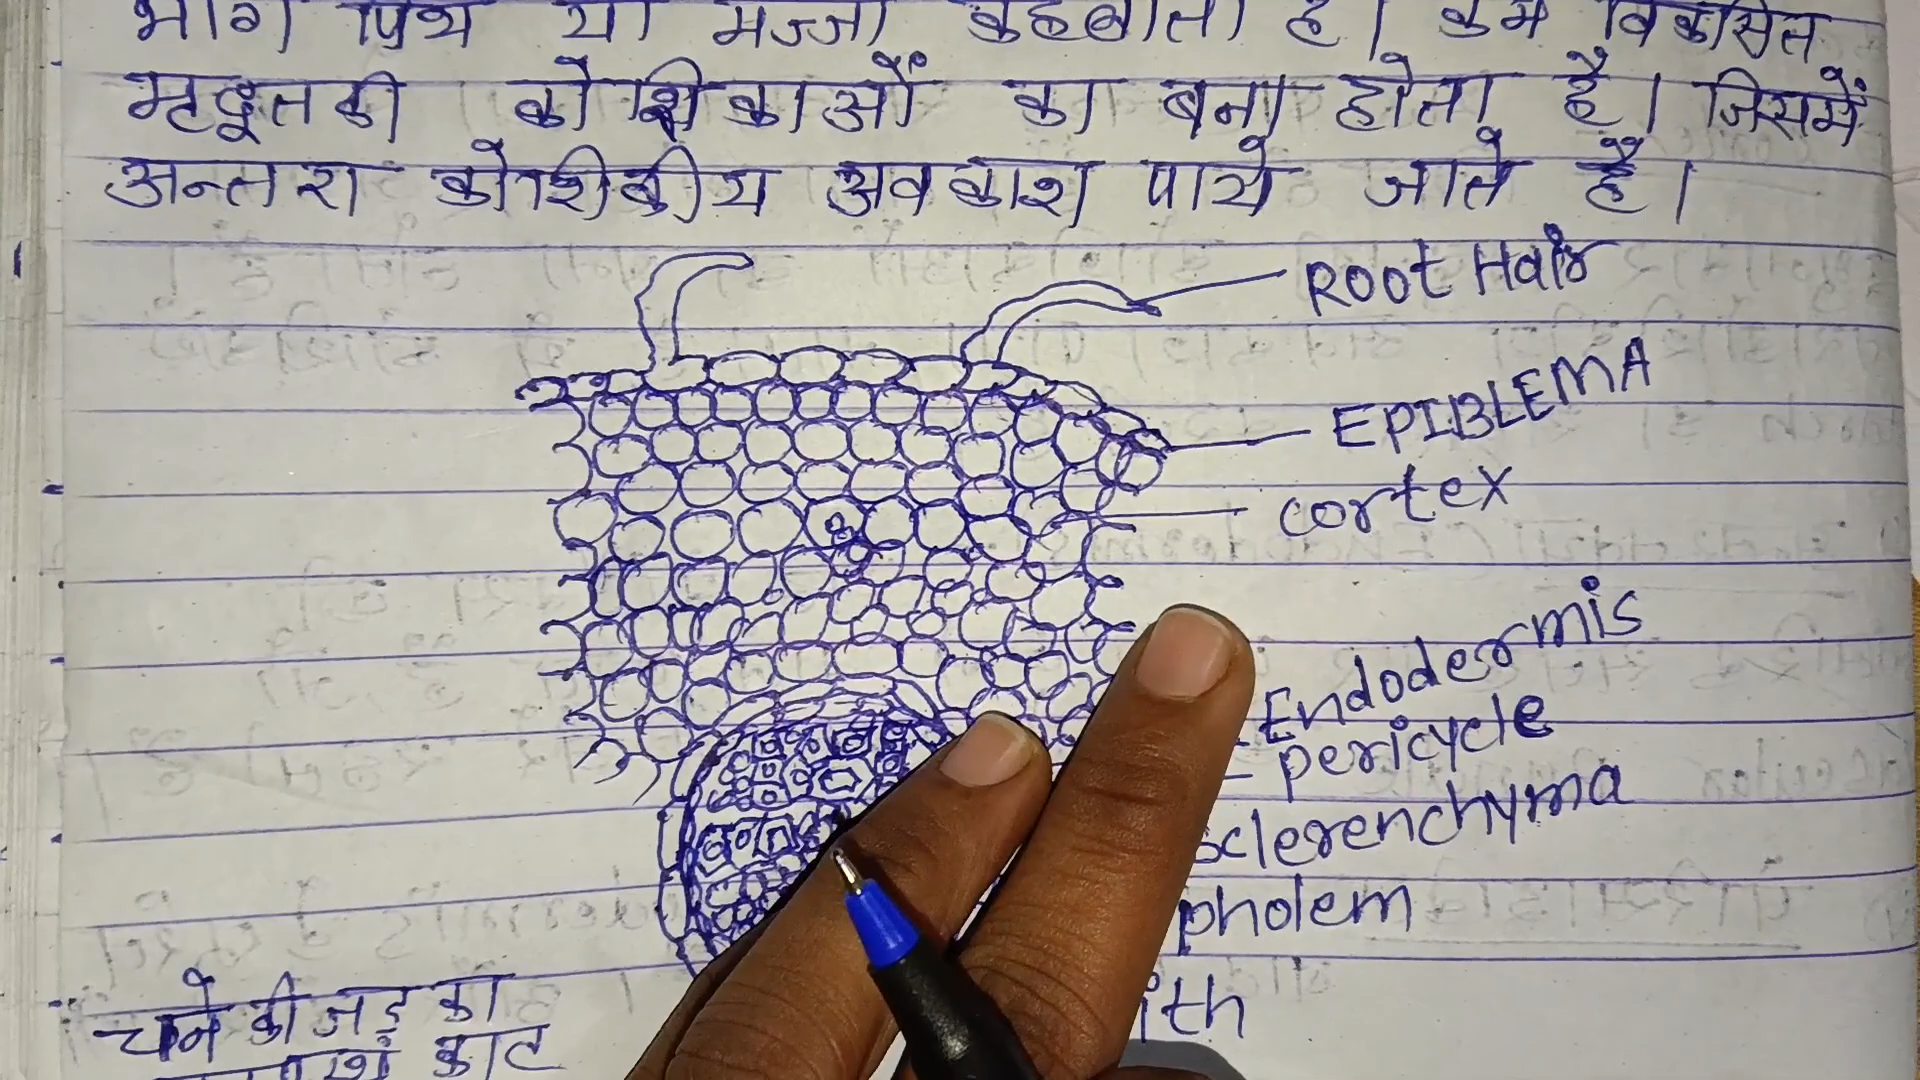 भाग पिथ या मज्जा कहलाता है। कम विकसित
मृदूतकी कोशिकाओं का बना होता है। जिसमें
अन्तरा कोशिकीय अवकाश पाये जाते हैं।
ROOT Hair
EPIBLEMA
cortex
Endodermis
pericycle
sclerenchyma
pholem
ith
चने की जड़ का
काट